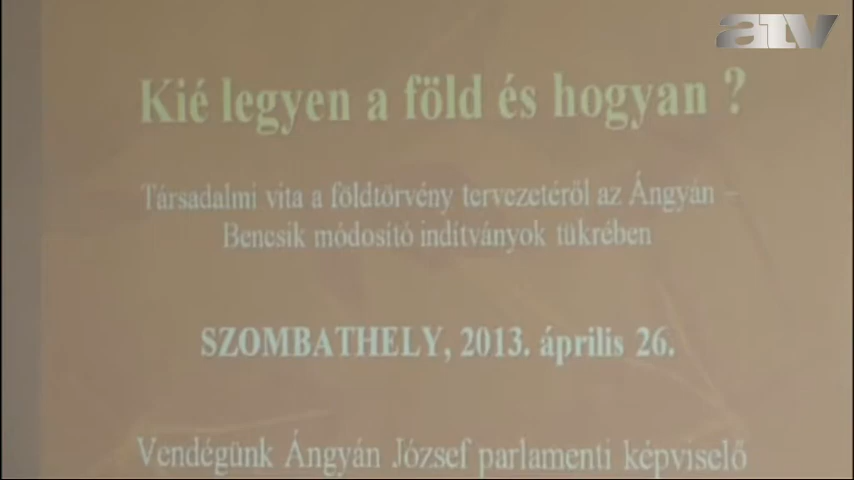 atv
Kié legyen a föld és hogyan ?
Társadalmi vita a földtörvény tervezetéről az Ángyán –
Bencsik módosító indítványok tükrében
SZOMBATHELY, 2013. április 26.
Vendégünk Ángyán József parlamenti képviselő